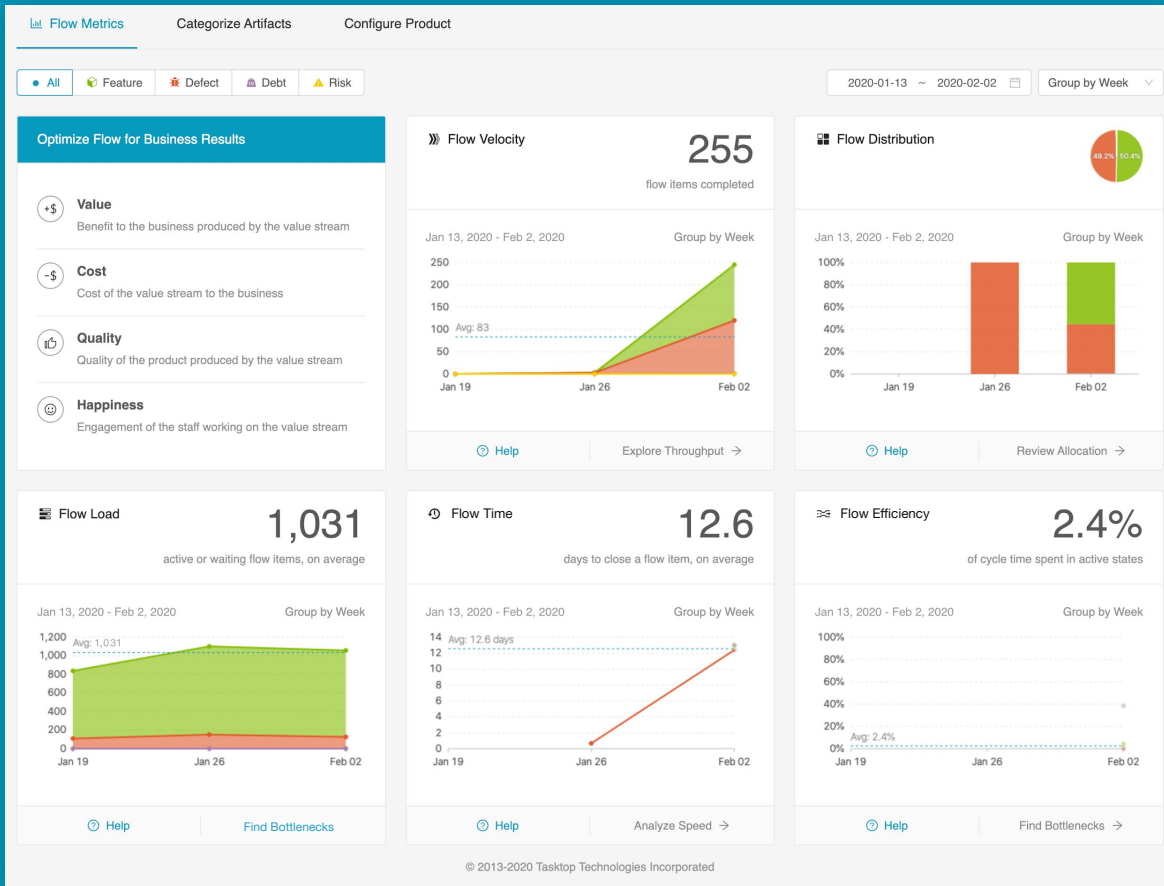 Flow Metrics
Categorize Artifacts
Configure Product
All
Feature
Defect
Debt
Risk
2020-01-13 ~ 2020-02-02
Group by Week
Optimize Flow for Business Results
+$
Value
Benefit to the business produced by the value stream
-$
Cost
Cost of the value stream to the business
Quality
Quality of the product produced by the value stream
Happiness
Engagement of the staff working on the value stream
Flow Velocity
255
flow items completed
Jan 13, 2020 - Feb 2, 2020
Group by Week
250
200
150
100
50
0
Avg: 83
Jan 19
Jan 26
Feb 02
Help
Explore Throughput →
Flow Distribution
49.2%
50.4%
Jan 13, 2020 - Feb 2, 2020
Group by Week
100%
80%
60%
40%
20%
0%
Jan 19
Jan 26
Feb 02
Help
Review Allocation →
Flow Load
1,031
active or waiting flow items, on average
Jan 13, 2020 - Feb 2, 2020
Group by Week
1,200
1,000
800
600
400
200
0
Avg: 1,031
Jan 19
Jan 26
Feb 02
Help
Find Bottlenecks
Flow Time
12.6
days to close a flow item, on average
Jan 13, 2020 - Feb 2, 2020
Group by Week
14
12
10
8
6
4
2
0
Avg: 12.6 days
Jan 19
Jan 26
Feb 02
Help
Analyze Speed →
Flow Efficiency
2.4%
of cycle time spent in active states
Jan 13, 2020 - Feb 2, 2020
Group by Week
100%
80%
60%
40%
20%
0%
Avg: 2.4%
Jan 19
Jan 26
Feb 02
Help
Find Bottlenecks →
© 2013-2020 Tasktop Technologies Incorporated